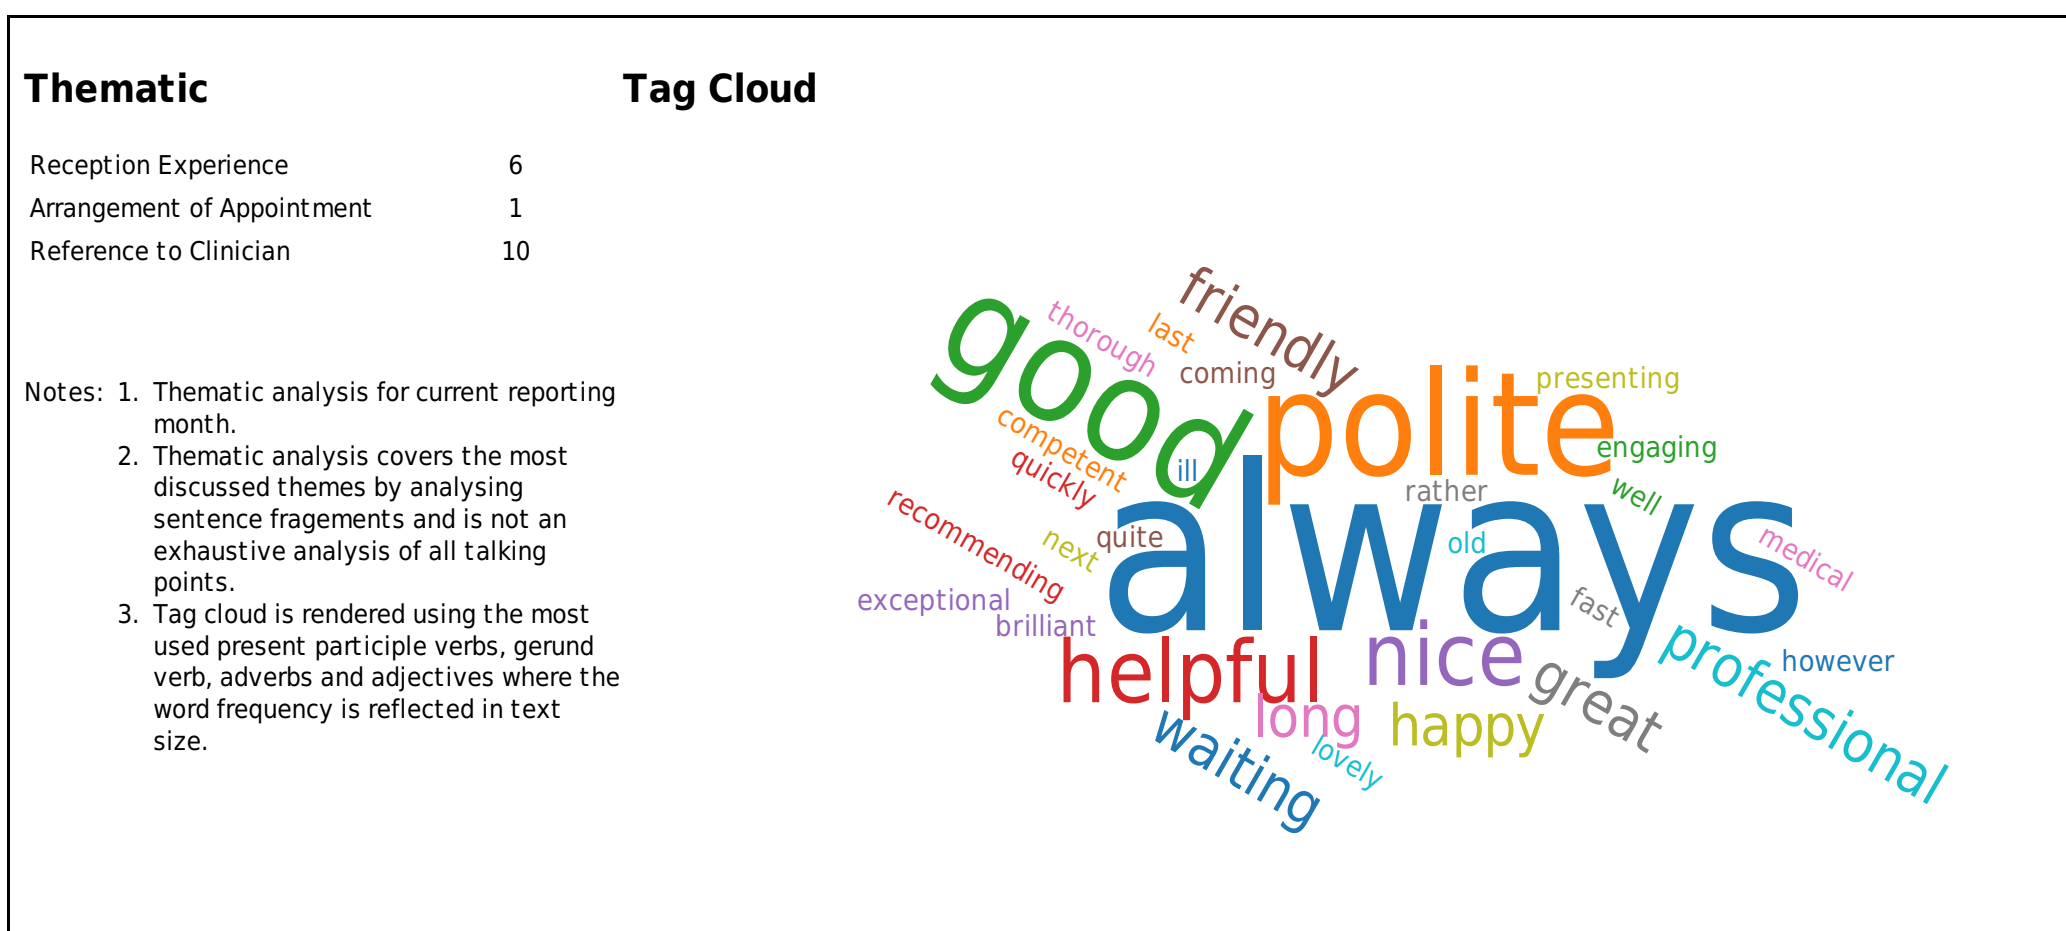 Thematic
Tag Cloud
Reception Experience 6
Arrangement of Appointment 1
Reference to Clinician 10
Notes: 1. Thematic analysis for current reporting
month.
2. Thematic analysis covers the most
discussed themes by analysing
sentence fragements and is not an
exhaustive analysis of all talking
points.
3. Tag cloud is rendered using the most
used present participle verbs, gerund
verb, adverbs and adjectives where the
word frequency is reflected in text
size.
friendly
good
thorough
last
coming
polite
presenting
competent
engaging
quickly
ill
rather
well
recommending
always
next
quite
old
medical
exceptional
fast
brilliant
helpful
nice
professional
however
great
long
happy
waiting
lovely